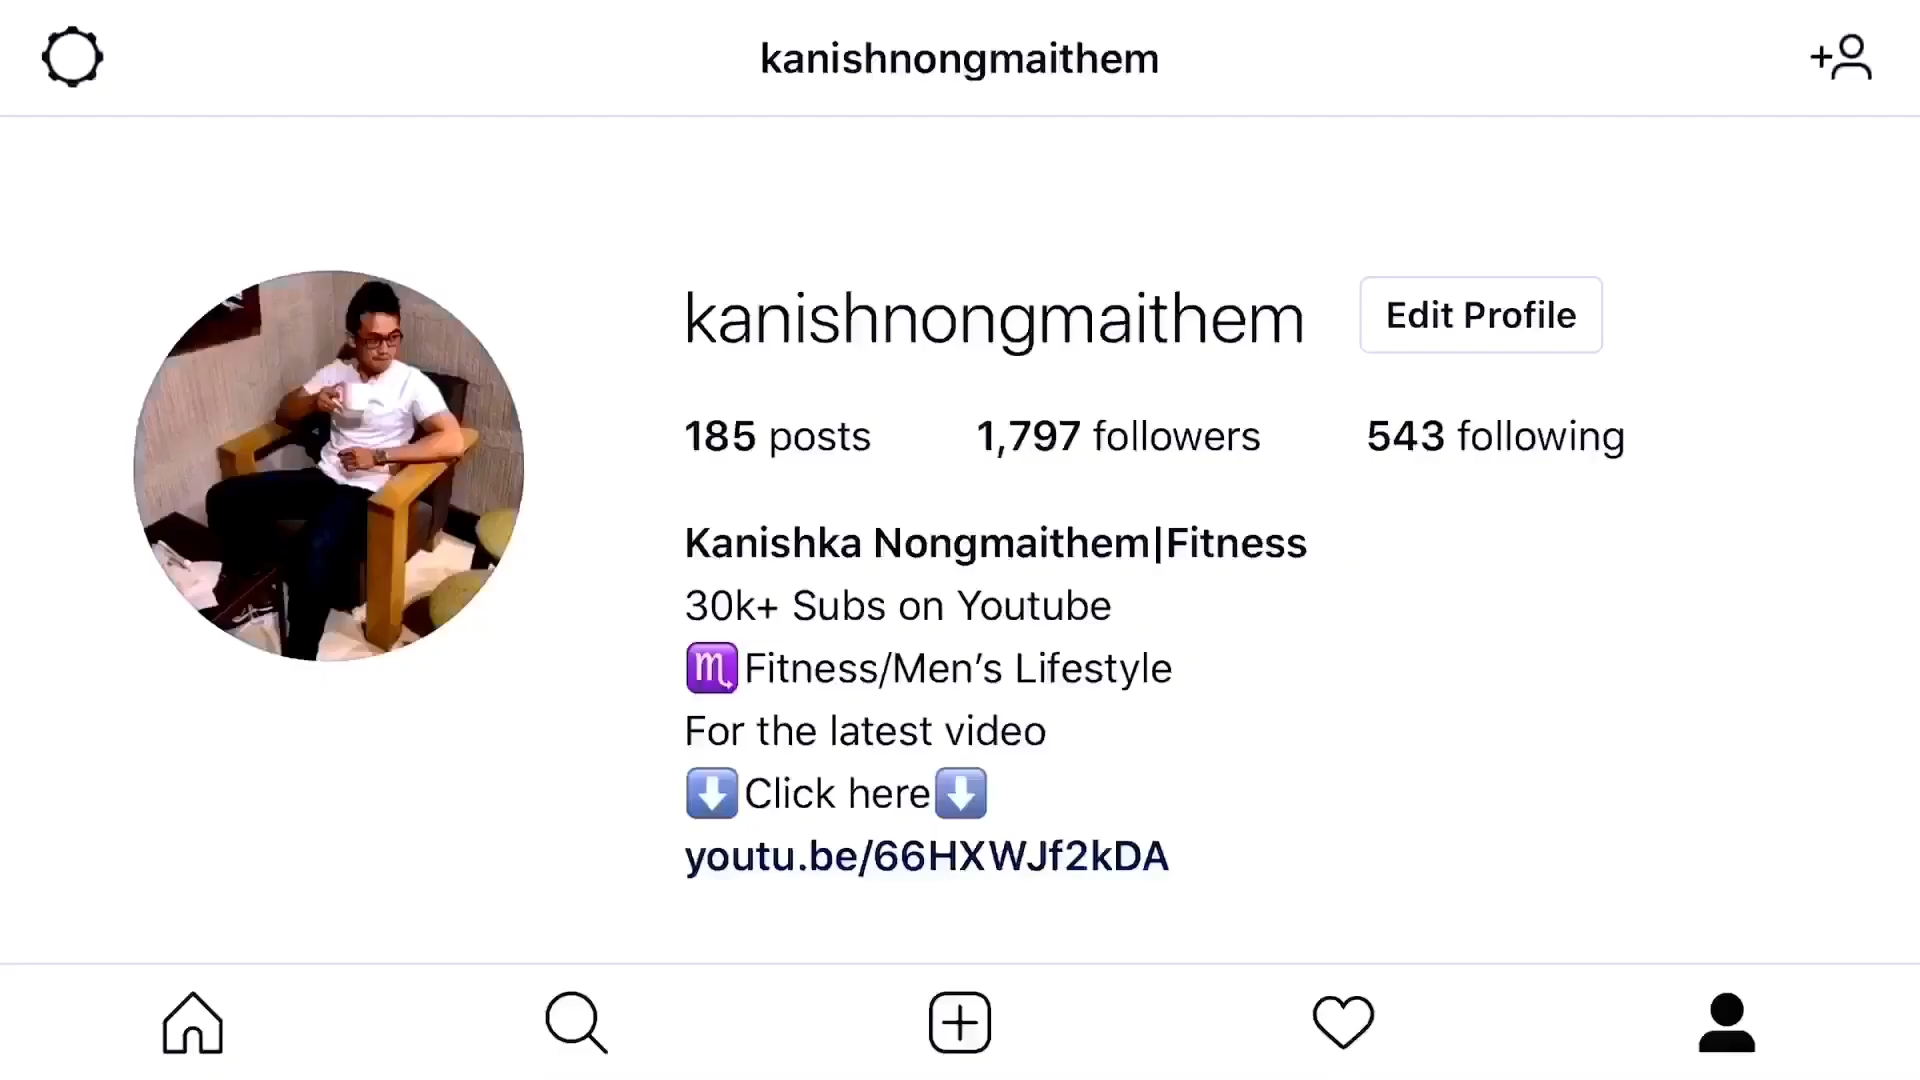 kanishnongmaithem
kanishnongmaithem Edit Profile
185 posts 1,797 followers 543 following
Kanishka Nongmaithem|Fitness
30k+ Subs on Youtube
♏Fitness/Men’s Lifestyle
For the latest video
⬇️Click here⬇️
youtu.be/66HXWJf2kDA